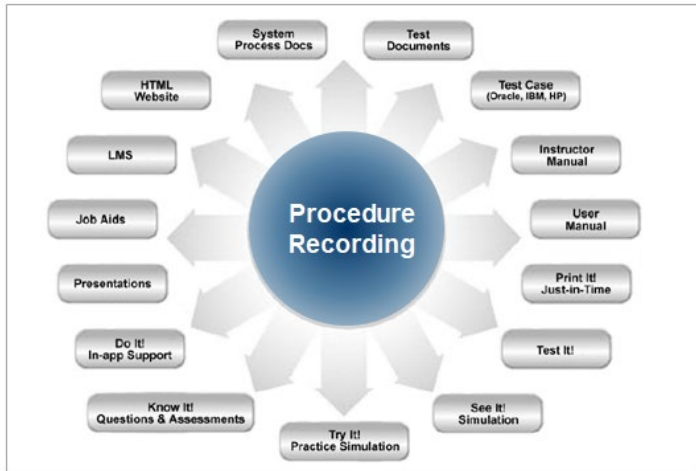 System
Process Docs
Test
Documents
HTML
Website
Test Case
(Oracle, IBM, HP)
LMS
Instructor
Manual
Job Aids
Procedure
Recording
User
Manual
Presentations
Print It!
Just-in-Time
Do It!
In-app Support
Test It!
Know It!
Questions & Assessments
See It!
Simulation
Try It!
Practice Simulation